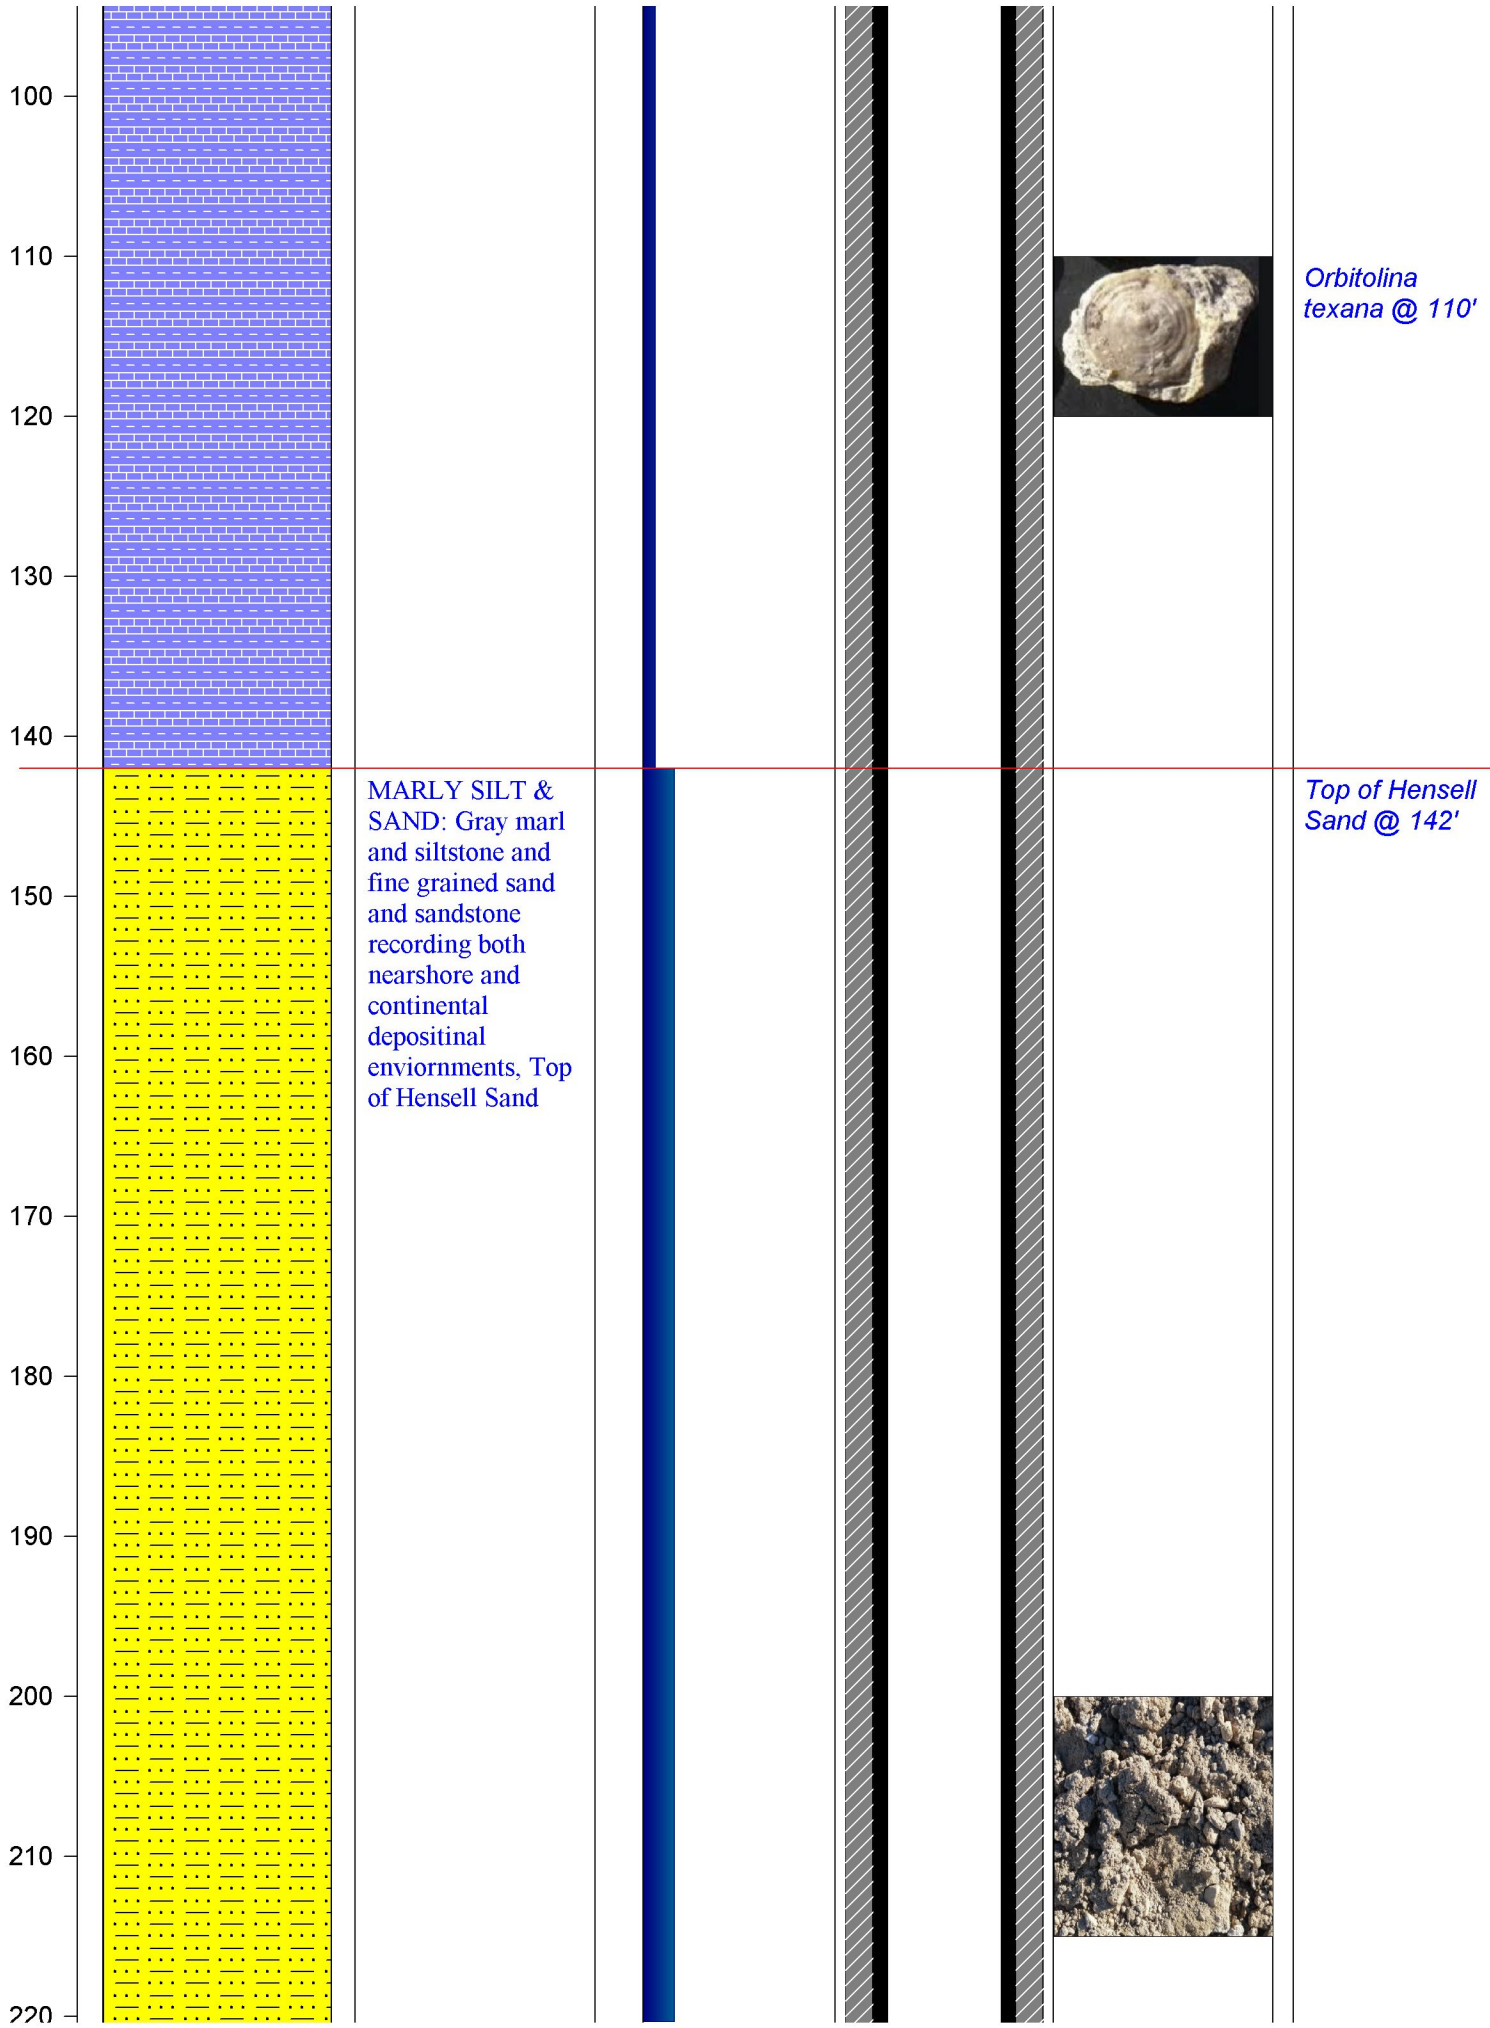 100
110
Orbitolina
texana @ 110'
120
130
140
MARLY SILT &
SAND: Gray marl
and siltstone and
fine grained sand
and sandstone
recording both
nearshore and
continental
depositinal
enviornments, Top
of Hensell Sand
Top of Hensell
Sand @ 142'
150
160
170
180
190
200
210
220